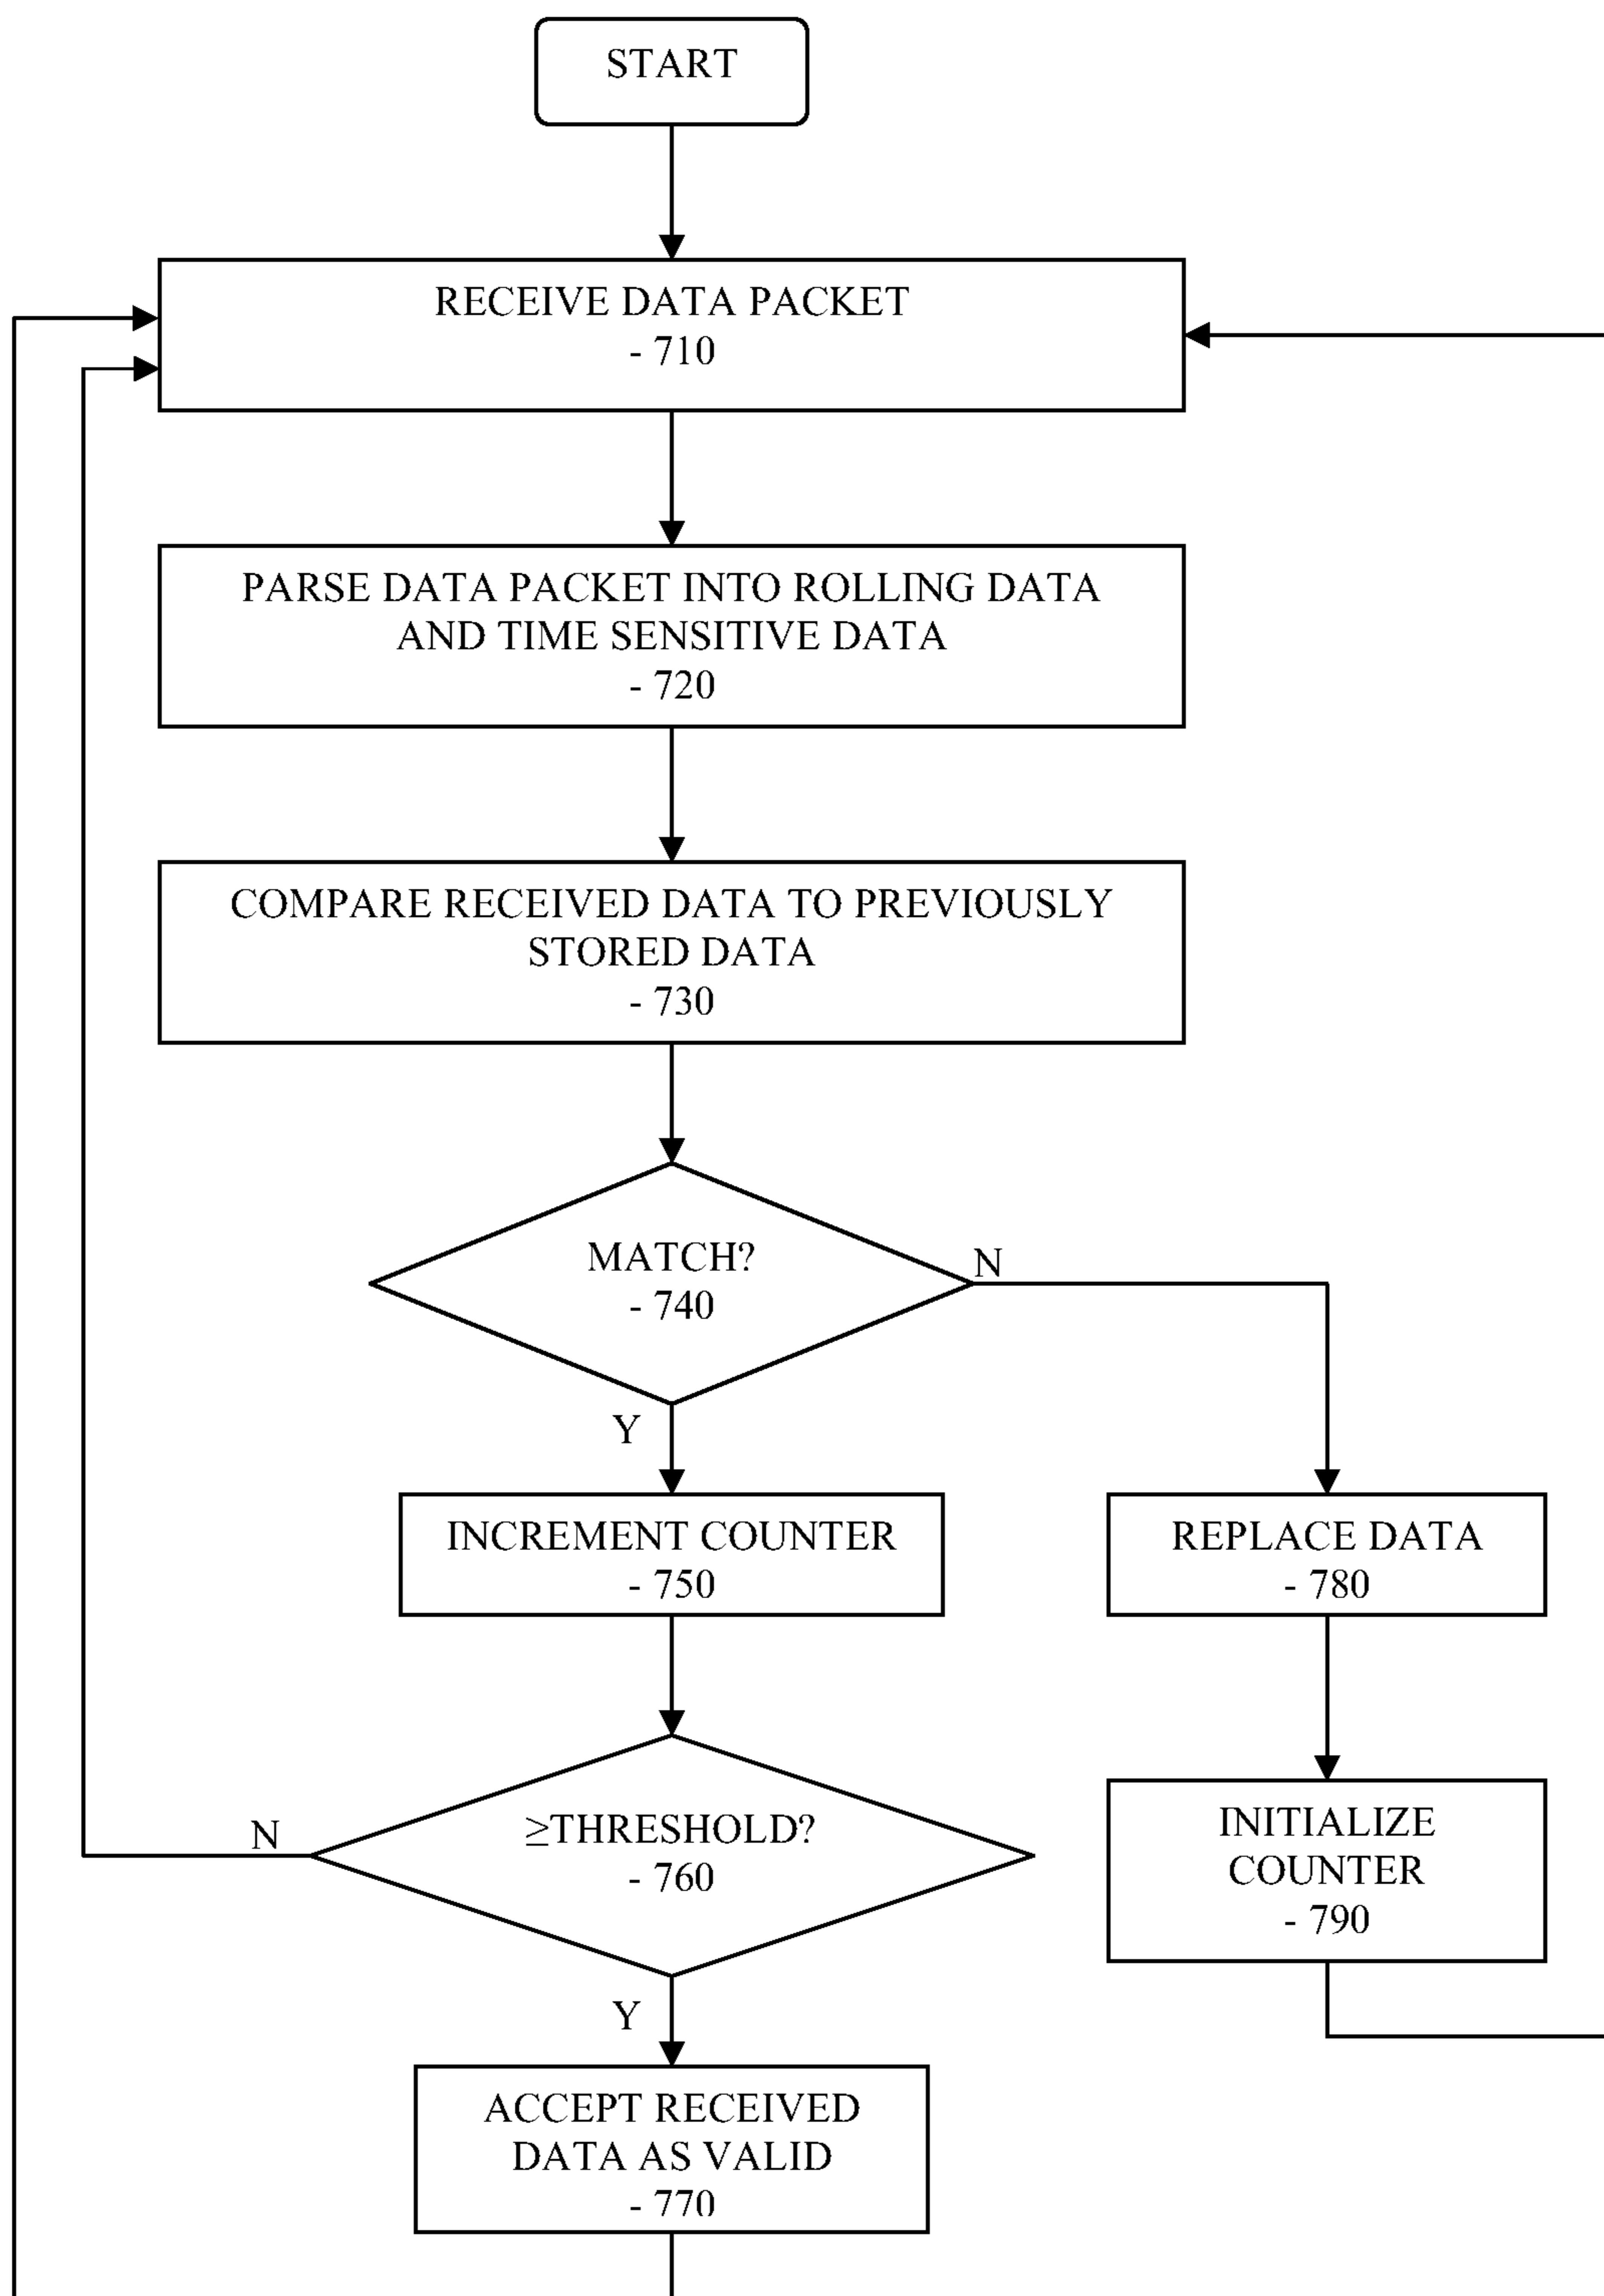 START
RECEIVE DATA PACKET
- 710
PARSE DATA PACKET INTO ROLLING DATA
AND TIME SENSITIVE DATA
- 720
COMPARE RECEIVED DATA TO PREVIOUSLY
STORED DATA
- 730
MATCH?
- 740
N
Y
INCREMENT COUNTER
- 750
REPLACE DATA
- 780
≥THRESHOLD?
- 760
N
Y
INITIALIZE
COUNTER
- 790
ACCEPT RECEIVED
DATA AS VALID
- 770